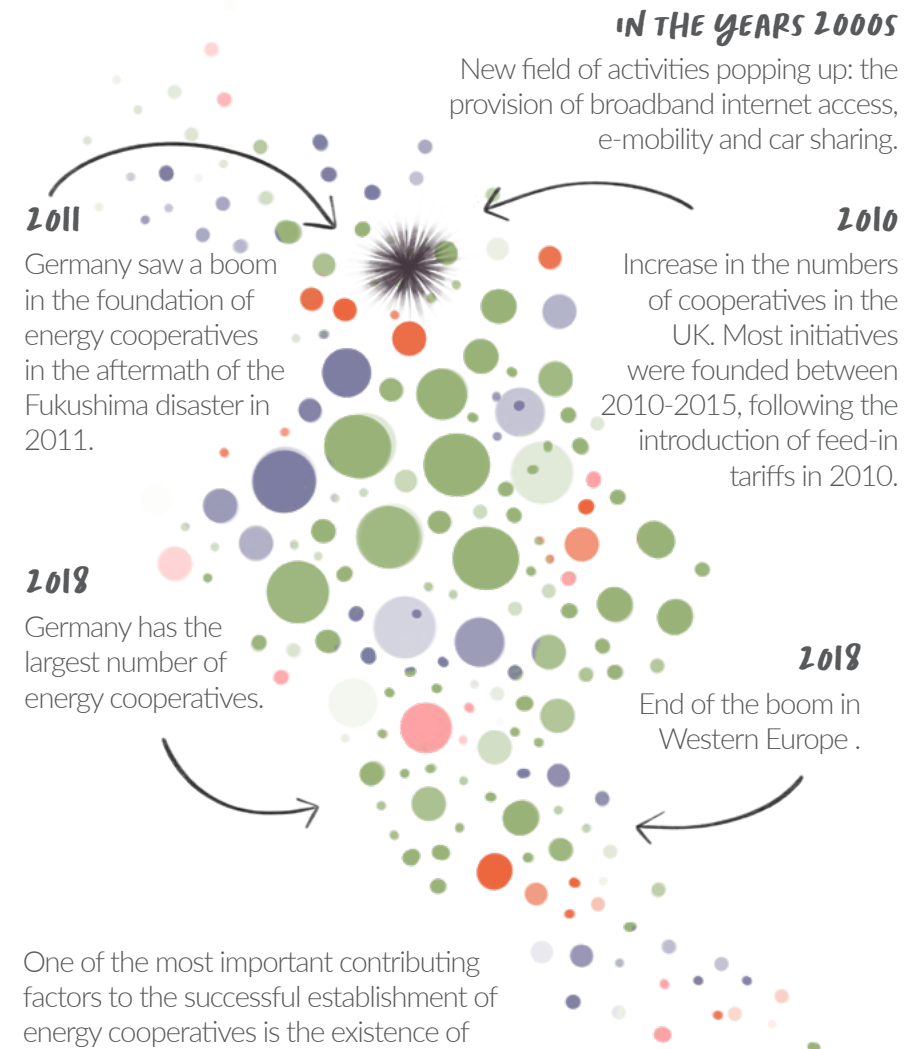 IN THE YEARS 2000S
New field of activities popping up: the
provision of broadband internet access,
e-mobility and car sharing.
2011
Germany saw a boom
in the foundation of
energy cooperatives
in the aftermath of the
Fukushima disaster in
2011.
2010
Increase in the numbers
of cooperatives in the
UK. Most initiatives
were founded between
2010-2015, following the
introduction of feed-in
tariffs in 2010.
2018
Germany has the
largest number of
energy cooperatives.
2018
End of the boom in
Western Europe .
One of the most important contributing
factors to the successful establishment of
energy cooperatives is the existence of